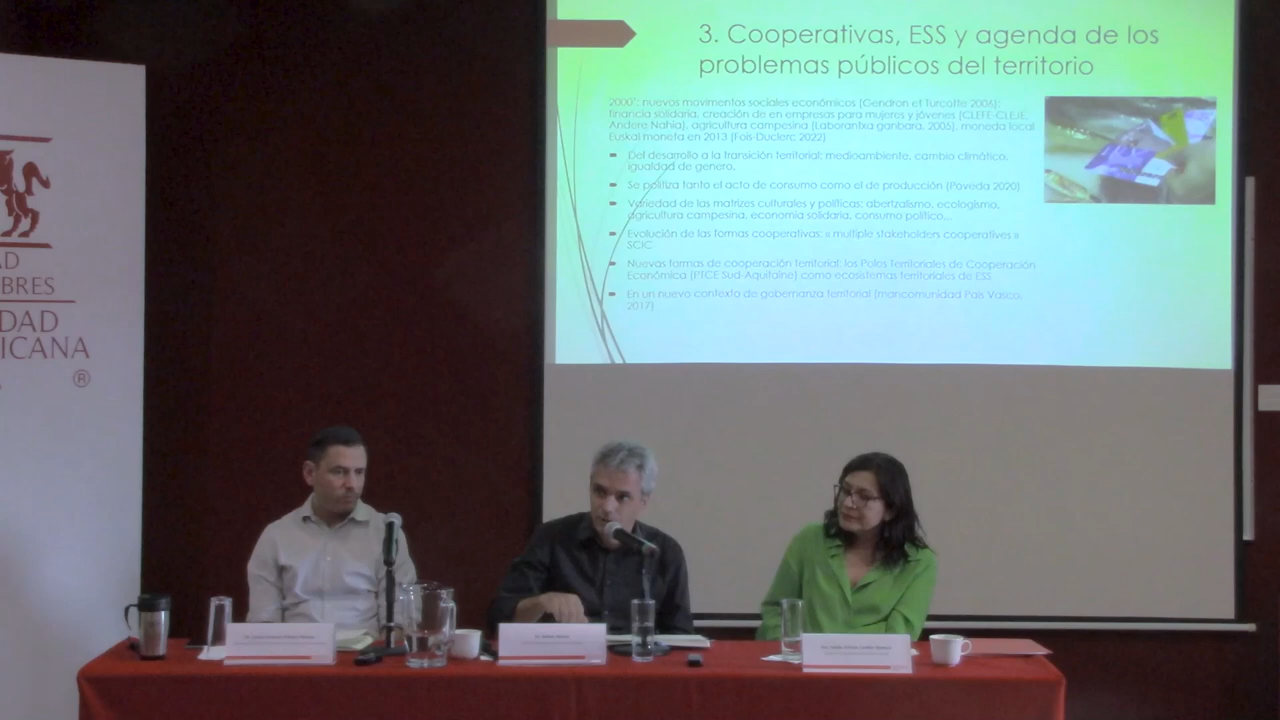 3. Cooperativas, ESS y agenda de los
problemas públicos del territorio
2000': nuevos movimentos sociales económicos (Gendron et Turcotte 2006):
financia solidaria, creación de en empresas para mujeres y jóvenes (CLEFE-CLEJE,
Andere Nahia), agricultura campesina (Laborantxa ganbara, 2005), moneda local
Euskal moneta en 2013 (Fois-Duclerc 2022)
Del desarrollo a la transición territorial: medioambiente, cambio climático,
igualdad de genero.
Se politiza tanto el acto de consumo como el de producción (Poveda 2020)
Variedad de las matrizes culturales y políticas: abertzalismo, ecologismo,
agricultura campesina, economía solidaria, consumo político...
Evolución de las formas cooperativas: « multiple stakeholders cooperatives »
SCIC
Nuevas formas de cooperación territorial: los Polos Territoriales de Cooperación
Económica (PTCE Sud-Aquitaine) como ecosistemas territoriales de ESS
En un nuevo contexto de gobernanza territorial (mancomunidad País Vasco,
2017)
AD
BRES
DAD
ICANA
®